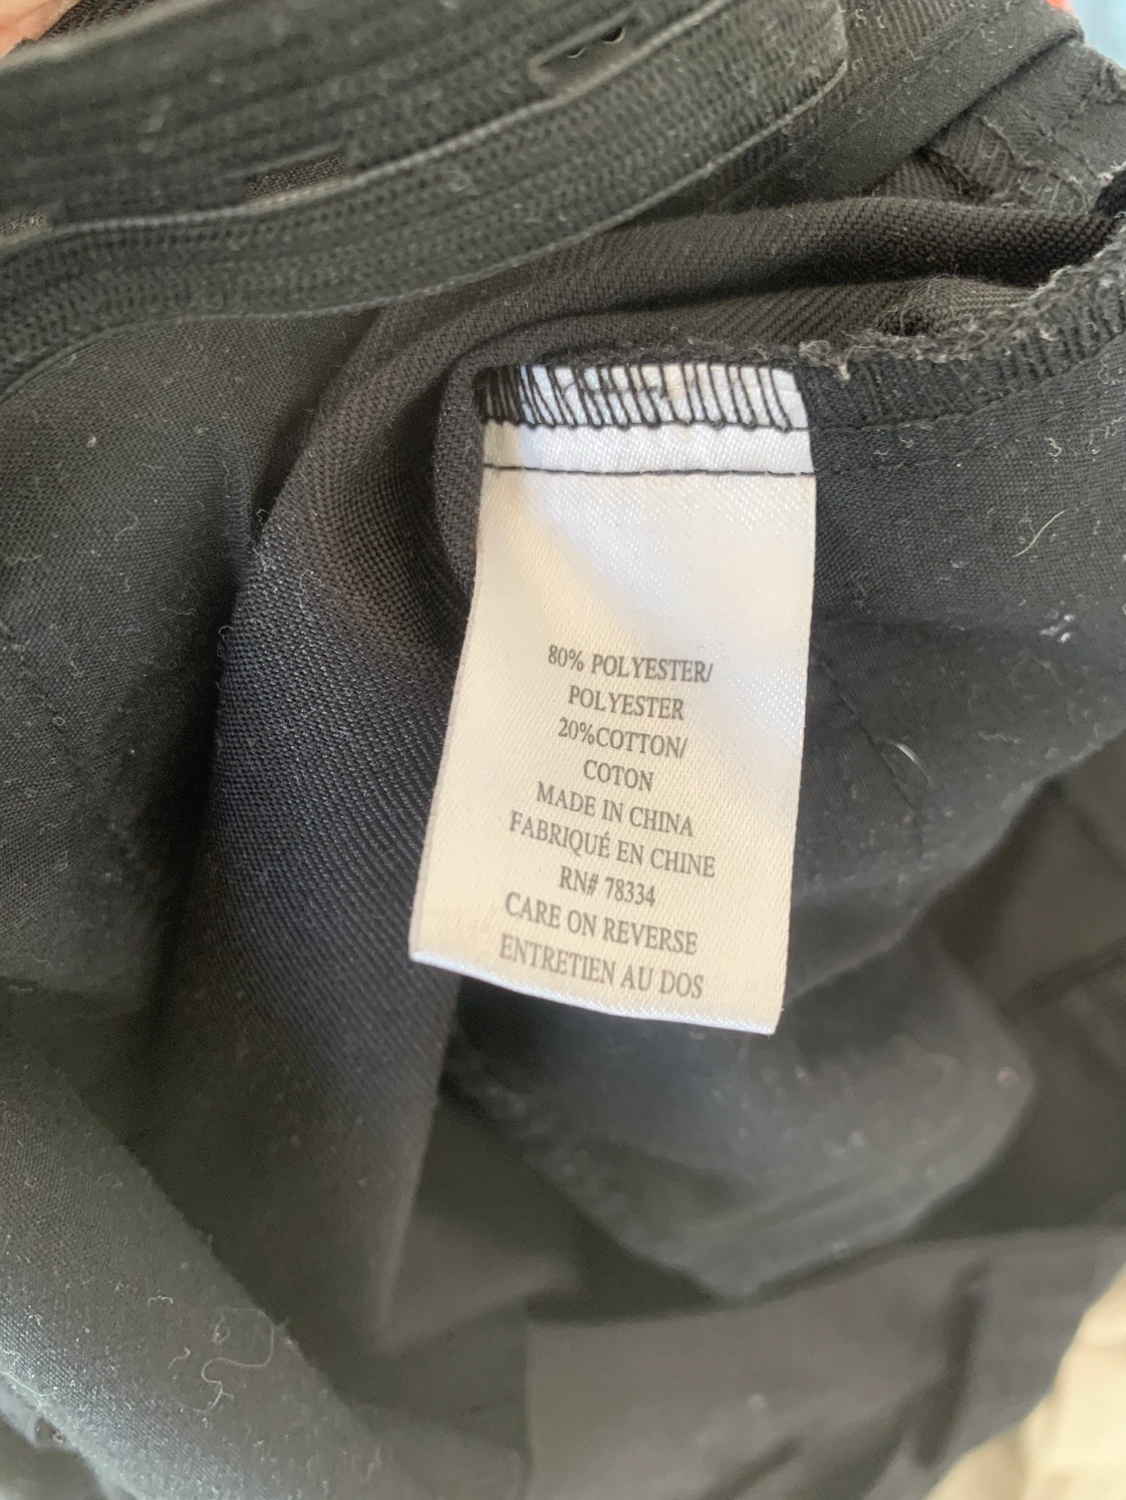 80% POLYESTER/
POLYESTER
20%COTTON/
COTON
MADE IN CHINA
FABRIQUÉ EN CHINE
RN# 78334
CARE ON REVERSE
ENTRETIEN AU DOS